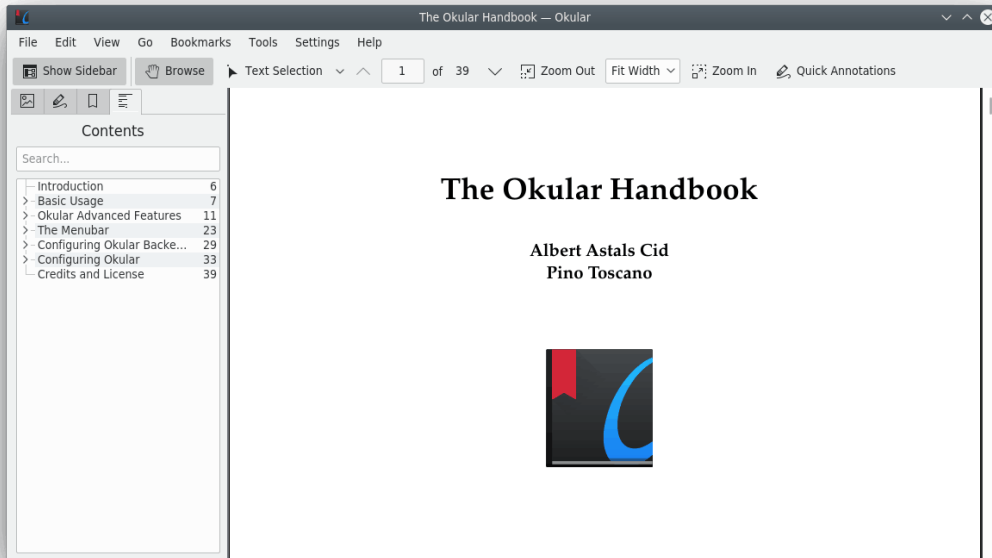 The Okular Handbook — Okular
File Edit View Go Bookmarks Tools Settings Help
Show Sidebar Browse Text Selection 1 of 39 Zoom Out Fit Width Zoom In Quick Annotations
Contents
Search...
Introduction 6
Basic Usage 7
Okular Advanced Features 11
The Menubar 23
Configuring Okular Backe... 29
Configuring Okular 33
Credits and License 39
The Okular Handbook
Albert Astals Cid
Pino Toscano